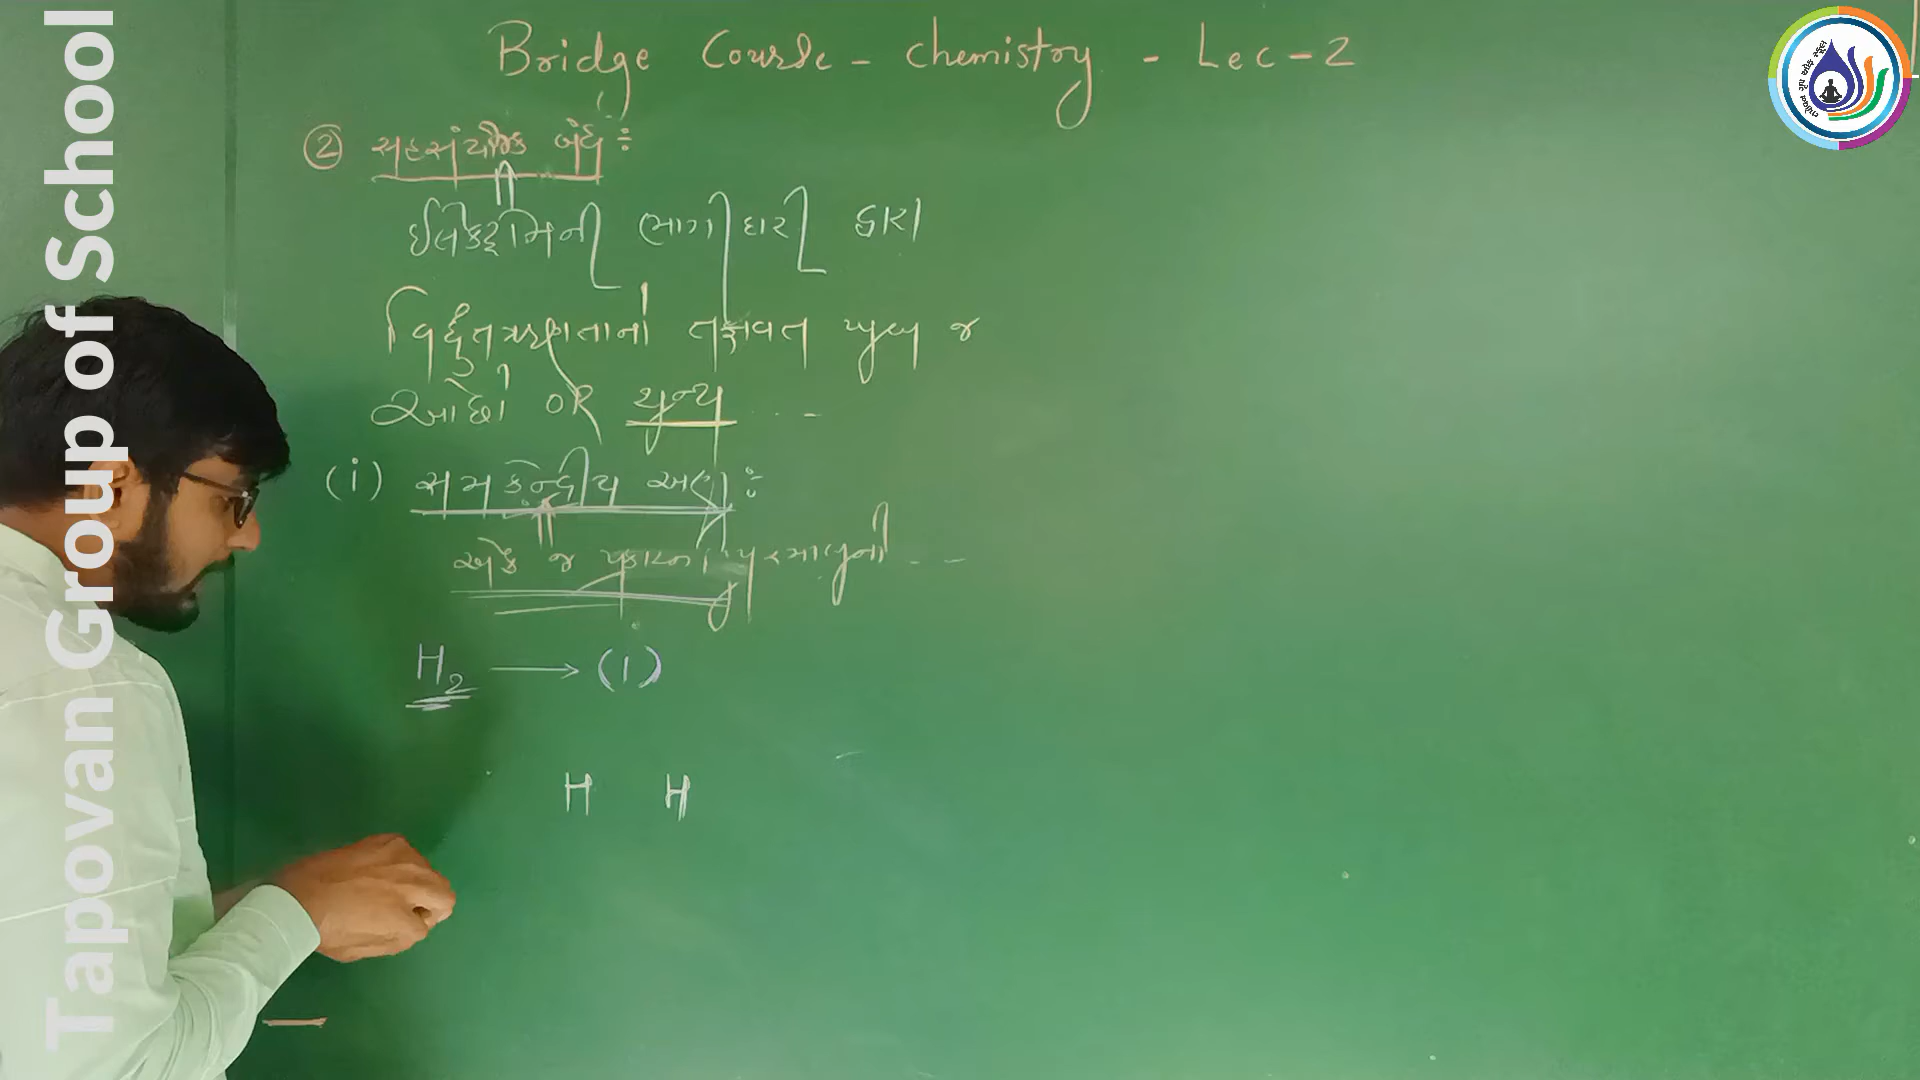 Bridge Course - Chemistry - Lec-2
② સહસંયોજક બંધ :
ઈલેક્ટ્રોનની ભાગીદારી દ્વારા
વિદ્યુતઋણતાનો તફાવત ખુબ જ
ઓછો OR શૂન્ય ... -
(i) સમકેન્દ્રીય અણુ :
એક જ પ્રકારના પરમાણુનો - -
H₂ → (1)
H H
Tapovan Group of School